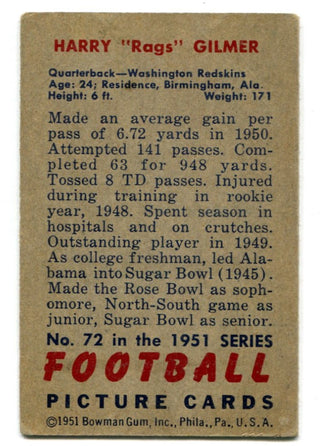 HARRY "Rags" GILMER
Quarterback—Washington Redskins
Age: 24; Residence, Birmingham, Ala.
Height: 6 ft. Weight: 171
Made an average gain per
pass of 6.72 yards in 1950.
Attempted 141 passes. Com-
pleted 63 for 948 yards.
Tossed 8 TD passes. Injured
during training in rookie
year, 1948. Spent season in
hospitals and on crutches.
Outstanding player in 1949.
As college freshman, led Ala-
bama into Sugar Bowl (1945).
Made the Rose Bowl as soph-
omore, North-South game as
junior, Sugar Bowl as senior.
No. 72 in the 1951 SERIES
FOOTBALL
PICTURE CARDS
©1951 Bowman Gum, Inc., Phila., Pa., U. S. A.